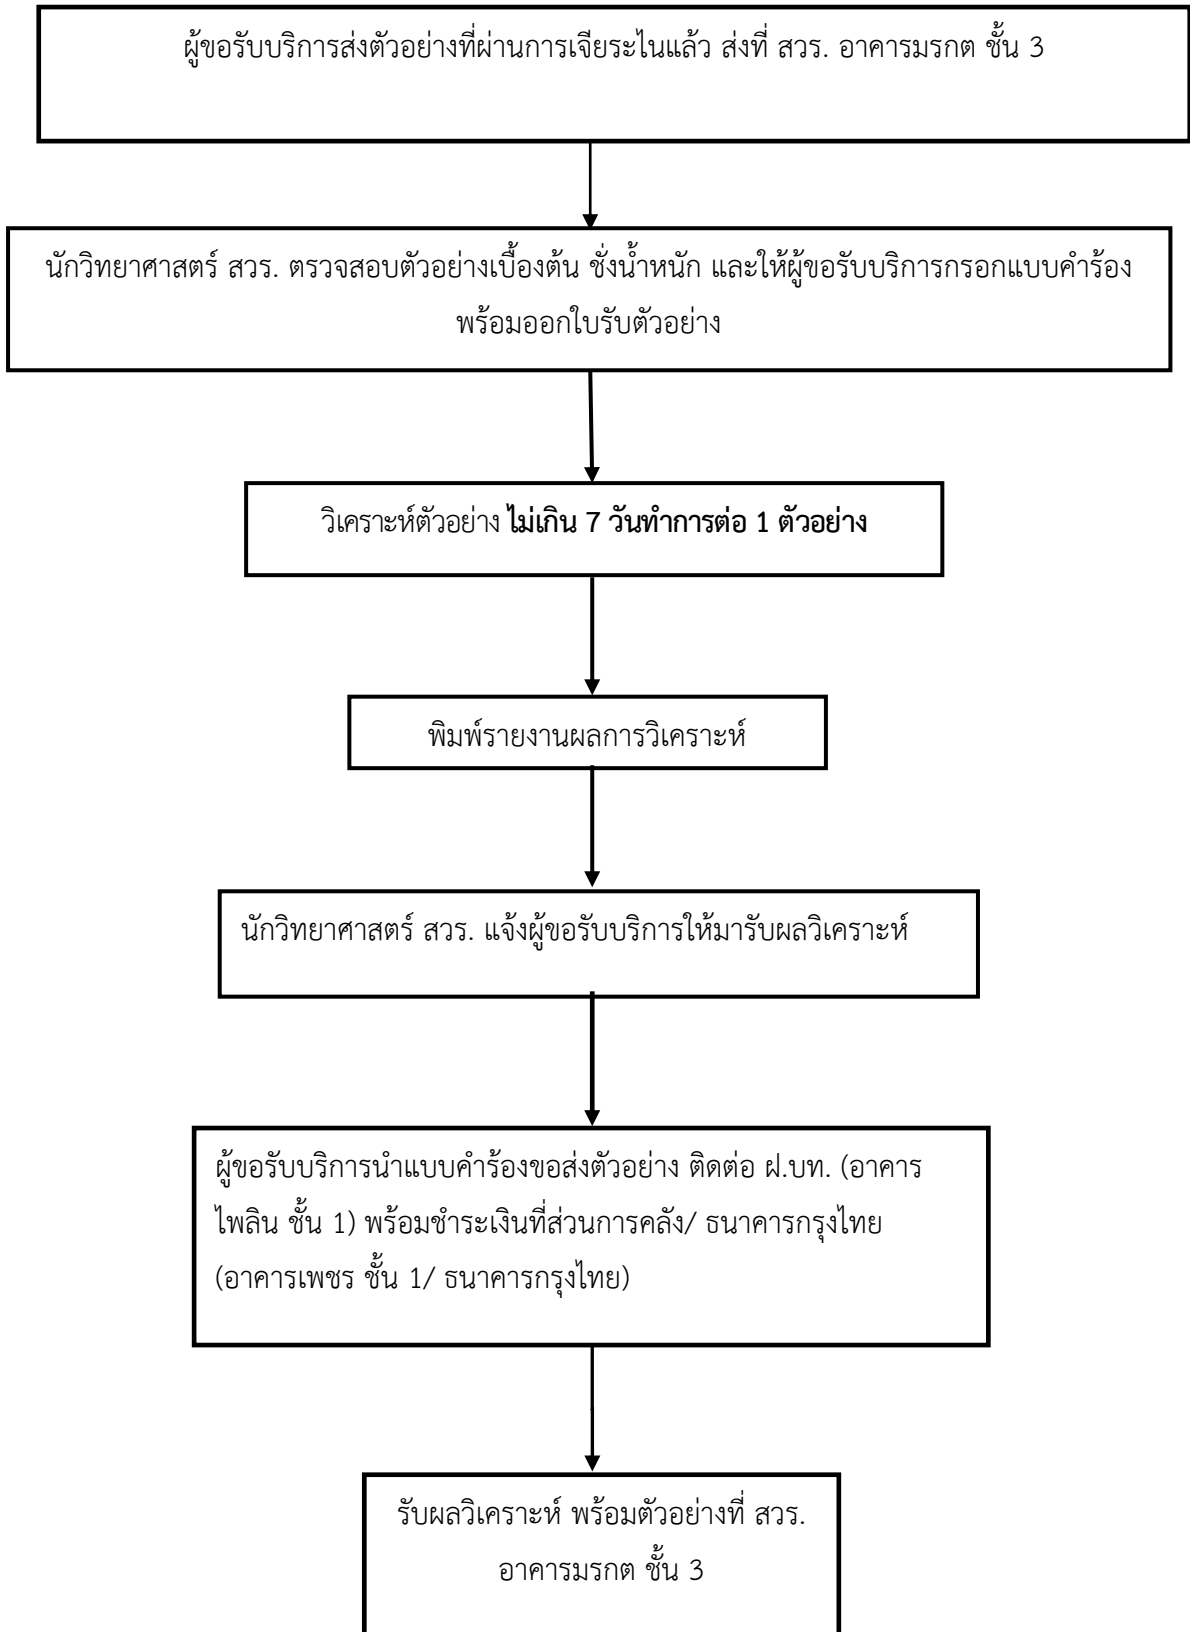 ผู้ขอรับบริการส่งตัวอย่างที่ผ่านการเจียระไนแล้ว ส่งที่ สวร. อาคารมรกต ชั้น 3
นักวิทยาศาสตร์ สวร. ตรวจสอบตัวอย่างเบื้องต้น ชั่งน้ำหนัก และให้ผู้ขอรับบริการกรอกแบบคำร้อง
พร้อมออกใบรับตัวอย่าง
วิเคราะห์ตัวอย่าง ไม่เกิน 7 วันทำการต่อ 1 ตัวอย่าง
พิมพ์รายงานผลการวิเคราะห์
นักวิทยาศาสตร์ สวร. แจ้งผู้ขอรับบริการให้มารับผลวิเคราะห์
ผู้ขอรับบริการนำแบบคำร้องขอส่งตัวอย่าง ติดต่อ ฝ.บท. (อาคาร
ไพลิน ชั้น 1) พร้อมชำระเงินที่ส่วนการคลัง/ ธนาคารกรุงไทย
(อาคารเพชร ชั้น 1/ ธนาคารกรุงไทย)
รับผลวิเคราะห์ พร้อมตัวอย่างที่ สวร.
อาคารมรกต ชั้น 3